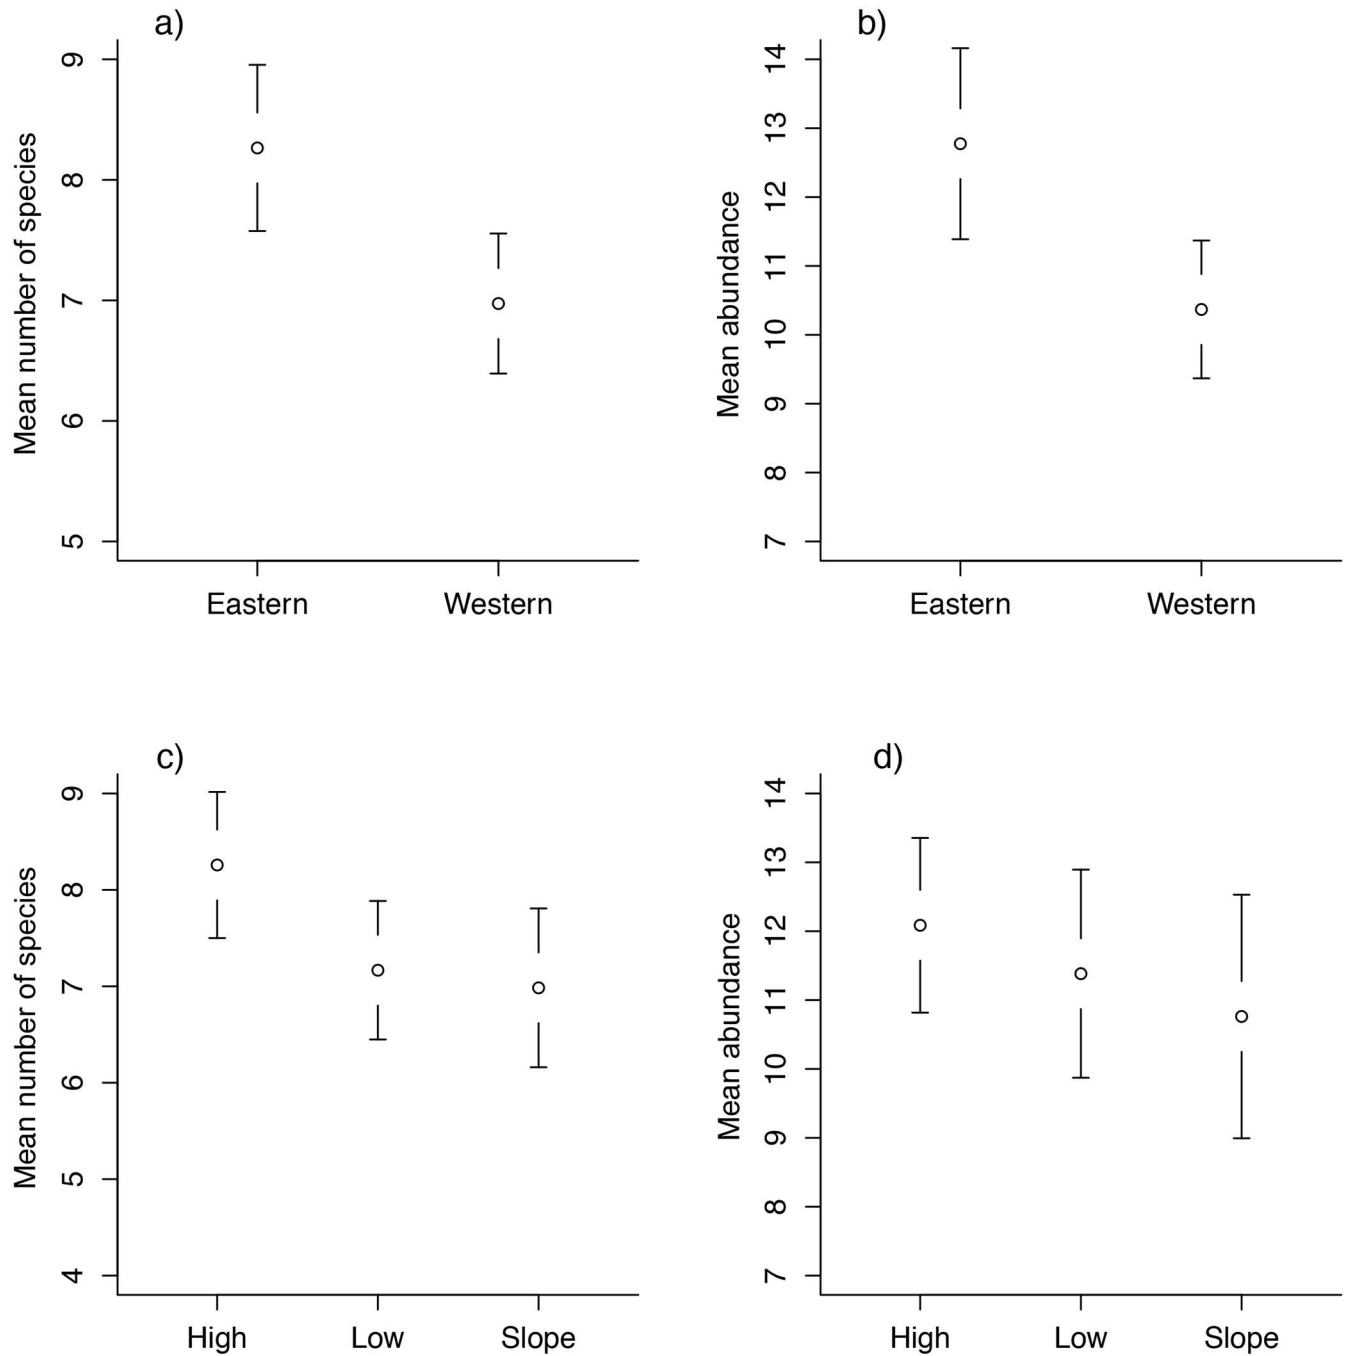 a)
Mean number of species
9
8
7
6
5
Eastern Western
b)
Mean abundance
14
13
12
11
10
9
8
7
Eastern Western
c)
Mean number of species
9
8
7
6
5
4
High Low Slope
d)
Mean abundance
14
13
12
11
10
9
8
7
High Low Slope